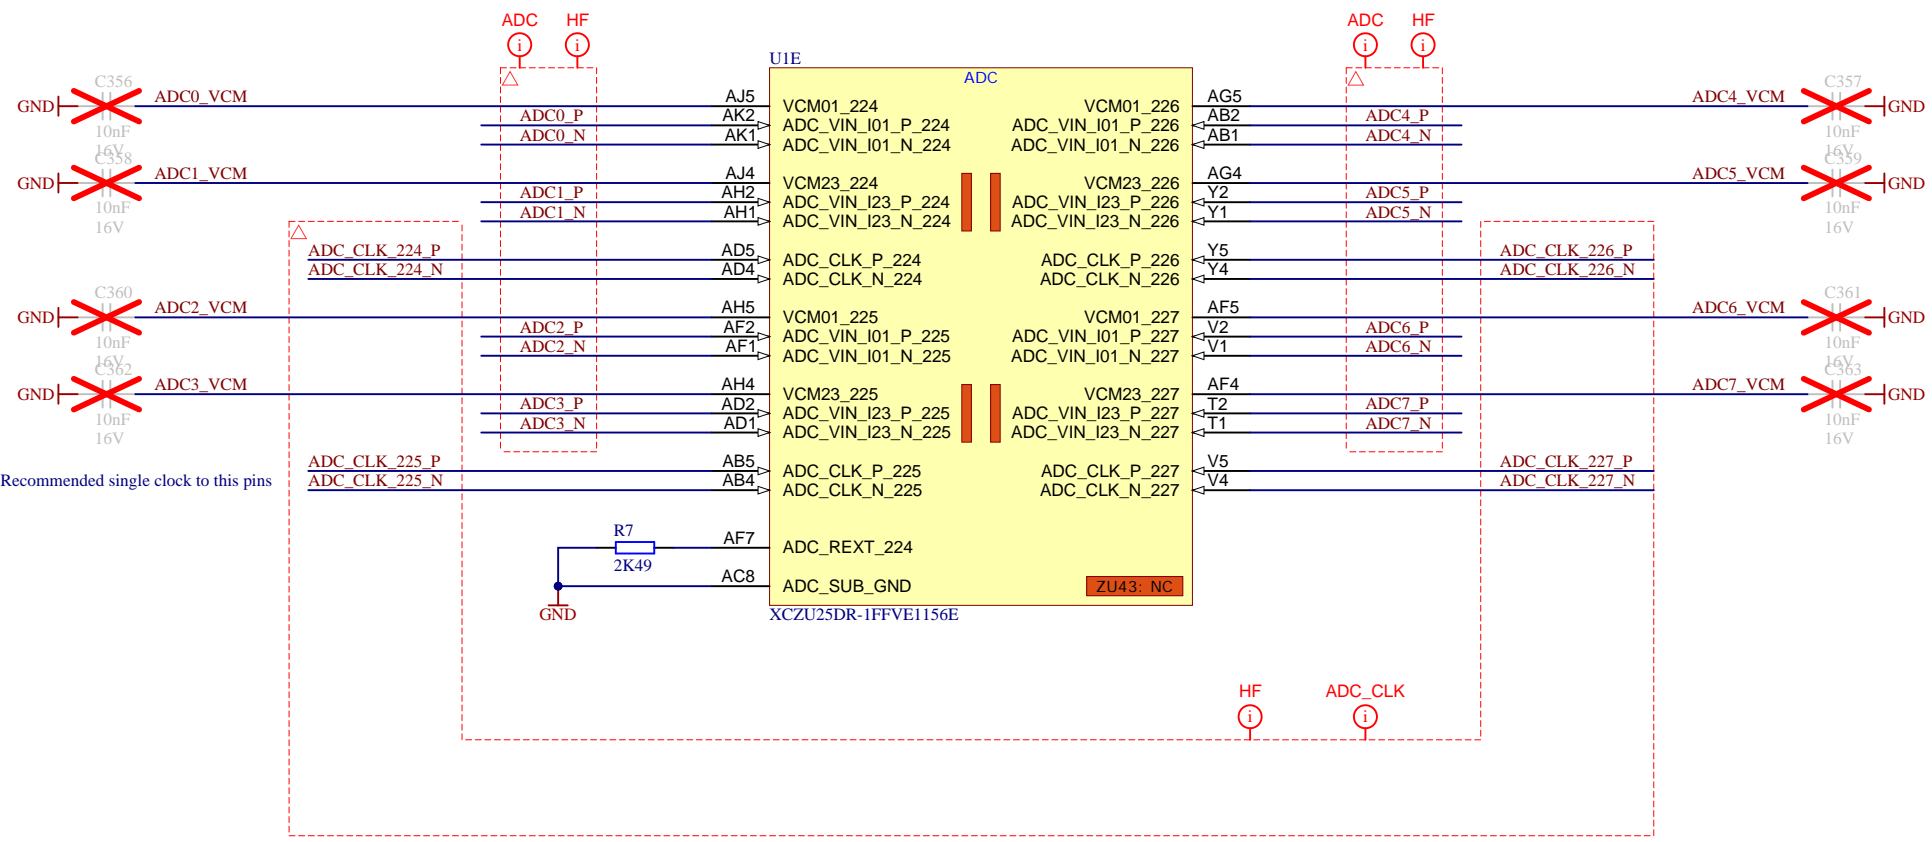 ADC HF
ADC HF
U1E
ADC
C356
GND
10nF
16V
ADC0_VCM
AJ5
VCM01_224
ADC0_P
AK2
ADC_VIN_I01_P_224
ADC0_N
AK1
ADC_VIN_I01_N_224
C358
GND
10nF
16V
ADC1_VCM
AJ4
VCM23_224
ADC1_P
AH2
ADC_VIN_I23_P_224
ADC1_N
AH1
ADC_VIN_I23_N_224
ADC_CLK_224_P
AD5
ADC_CLK_P_224
ADC_CLK_224_N
AD4
ADC_CLK_N_224
C360
GND
10nF
16V
ADC2_VCM
AH5
VCM01_225
ADC2_P
AF2
ADC_VIN_I01_P_225
ADC2_N
AF1
ADC_VIN_I01_N_225
C362
GND
10nF
16V
ADC3_VCM
AH4
VCM23_225
ADC3_P
AD2
ADC_VIN_I23_P_225
ADC3_N
AD1
ADC_VIN_I23_N_225
Recommended single clock to this pins
ADC_CLK_225_P
AB5
ADC_CLK_P_225
ADC_CLK_225_N
AB4
ADC_CLK_N_225
R7
2K49
AF7
ADC_REXT_224
AC8
ADC_SUB_GND
GND
VCM01_226
AG5
ADC4_VCM
C357
GND
10nF
16V
ADC_VIN_I01_P_226
AB2
ADC4_P
ADC_VIN_I01_N_226
AB1
ADC4_N
VCM23_226
AG4
ADC5_VCM
C359
GND
10nF
16V
ADC_VIN_I23_P_226
Y2
ADC5_P
ADC_VIN_I23_N_226
Y1
ADC5_N
ADC_CLK_P_226
Y5
ADC_CLK_226_P
ADC_CLK_N_226
Y4
ADC_CLK_226_N
VCM01_227
AF5
ADC6_VCM
C361
GND
10nF
16V
ADC_VIN_I01_P_227
V2
ADC6_P
ADC_VIN_I01_N_227
V1
ADC6_N
VCM23_227
AF4
ADC7_VCM
C363
GND
10nF
16V
ADC_VIN_I23_P_227
T2
ADC7_P
ADC_VIN_I23_N_227
T1
ADC7_N
ADC_CLK_P_227
V5
ADC_CLK_227_P
ADC_CLK_N_227
V4
ADC_CLK_227_N
ZU43: NC
XCZU25DR-1FFVE1156E
HF
ADC_CLK